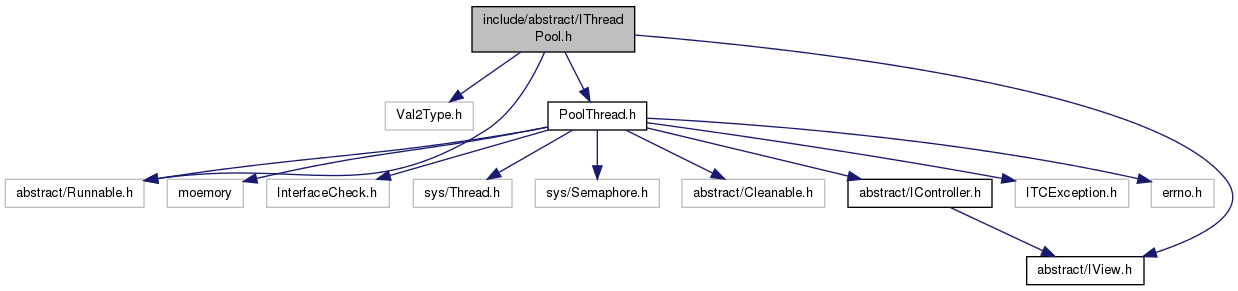 include/abstract/IThread
Pool.h
Val2Type.h
PoolThread.h
abstract/Runnable.h
moemory
InterfaceCheck.h
sys/Thread.h
sys/Semaphore.h
abstract/Cleanable.h
abstract/IController.h
ITCException.h
errno.h
abstract/IView.h